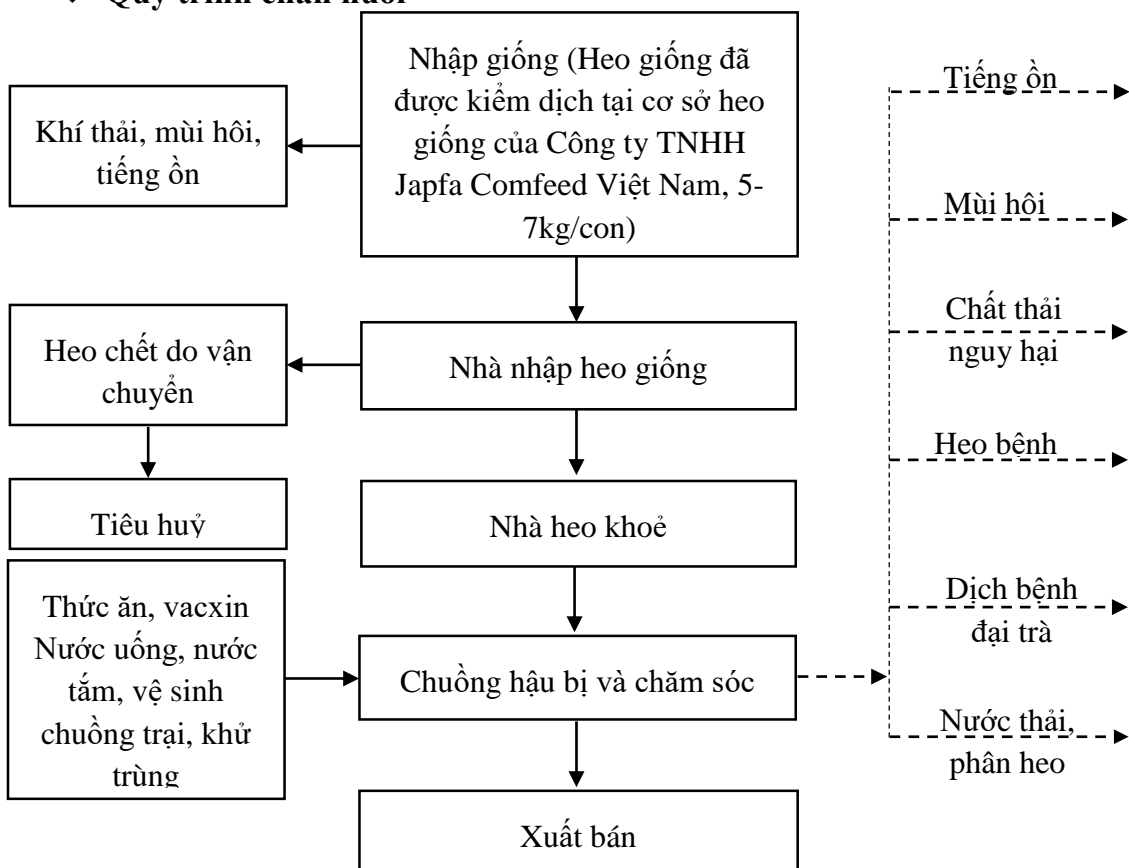 ❖ Quy trình chăn nuôi
Nhập giống (Heo giống đã
được kiểm dịch tại cơ sở heo
giống của Công ty TNHH
Japfa Comfeed Việt Nam, 5-
7kg/con)
Khí thải, mùi hôi,
tiếng ồn
Tiếng ồn
Mùi hôi
Chất thải
nguy hại
Heo chết do vận
chuyển
Nhà nhập heo giống
Heo bệnh
Tiêu huỷ
Nhà heo khoẻ
Thức ăn, vacxin
Nước uống, nước
tắm, vệ sinh
chuồng trại, khử
trùng
Chuồng hậu bị và chăm sóc
Dịch bệnh
đại trà
Nước thải,
phân heo
Xuất bán